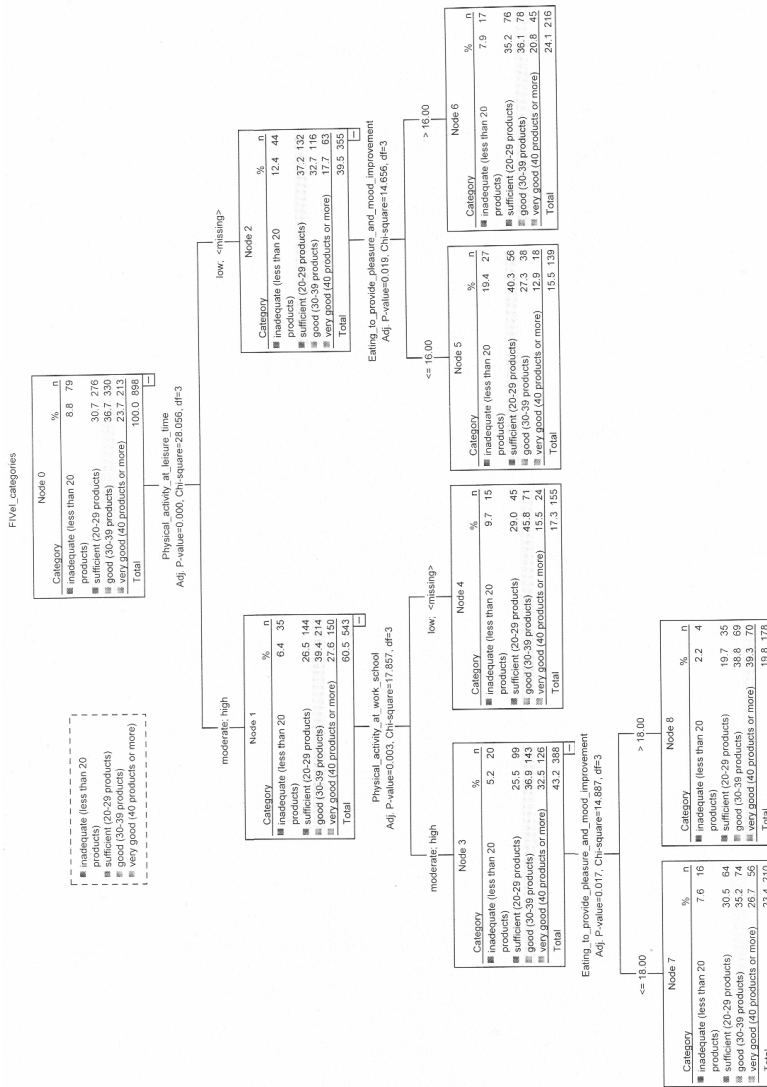 FIVeI_categories
inadequate (less than 20
products)
sufficient (20-29 products)
good (30-39 products)
very good (40 products or more)
Node 0
Category % n
inadequate (less than 20 8.8 79
products)
sufficient (20-29 products) 30.7 276
good (30-39 products) 36.7 330
very good (40 products or more) 23.7 213
Total 100.0 898
Physical_activity_at_leisure_time
Adj. P-value=0.000, Chi-square=28.056, df=3
moderate; high
low; <missing>
Node 1
Category % n
inadequate (less than 20 6.4 35
products)
sufficient (20-29 products) 26.5 144
good (30-39 products) 39.4 214
very good (40 products or more) 27.6 150
Total 60.5 543
Node 2
Category % n
inadequate (less than 20 12.4 44
products)
sufficient (20-29 products) 37.2 132
good (30-39 products) 32.7 116
very good (40 products or more) 17.7 63
Total 39.5 355
Physical_activity_at_work_school
Adj. P-value=0.003, Chi-square=17.857, df=3
Eating_to_provide_pleasure_and_mood_improvement
Adj. P-value=0.019, Chi-square=14.656, df=3
moderate; high
low; <missing>
<= 16.00
> 16.00
Node 3
Category % n
inadequate (less than 20 5.2 20
products)
sufficient (20-29 products) 25.5 99
good (30-39 products) 36.9 143
very good (40 products or more) 32.5 126
Total 43.2 388
Node 4
Category % n
inadequate (less than 20 9.7 15
products)
sufficient (20-29 products) 29.0 45
good (30-39 products) 45.8 71
very good (40 products or more) 15.5 24
Total 17.3 155
Node 5
Category % n
inadequate (less than 20 19.4 27
products)
sufficient (20-29 products) 40.3 56
good (30-39 products) 27.3 38
very good (40 products or more) 12.9 18
Total 15.5 139
Node 6
Category % n
inadequate (less than 20 7.9 17
products)
sufficient (20-29 products) 35.2 76
good (30-39 products) 36.1 78
very good (40 products or more) 20.8 45
Total 24.1 216
Eating_to_provide_pleasure_and_mood_improvement
Adj. P-value=0.017, Chi-square=14.887, df=3
<= 18.00
> 18.00
Node 7
Category % n
inadequate (less than 20 7.6 16
products)
sufficient (20-29 products) 30.5 64
good (30-39 products) 35.2 74
very good (40 products or more) 26.7 56
Total 23.4 210
Node 8
Category % n
inadequate (less than 20 2.2 4
products)
sufficient (20-29 products) 19.7 35
good (30-39 products) 38.8 69
very good (40 products or more) 39.3 70
Total 19.8 178